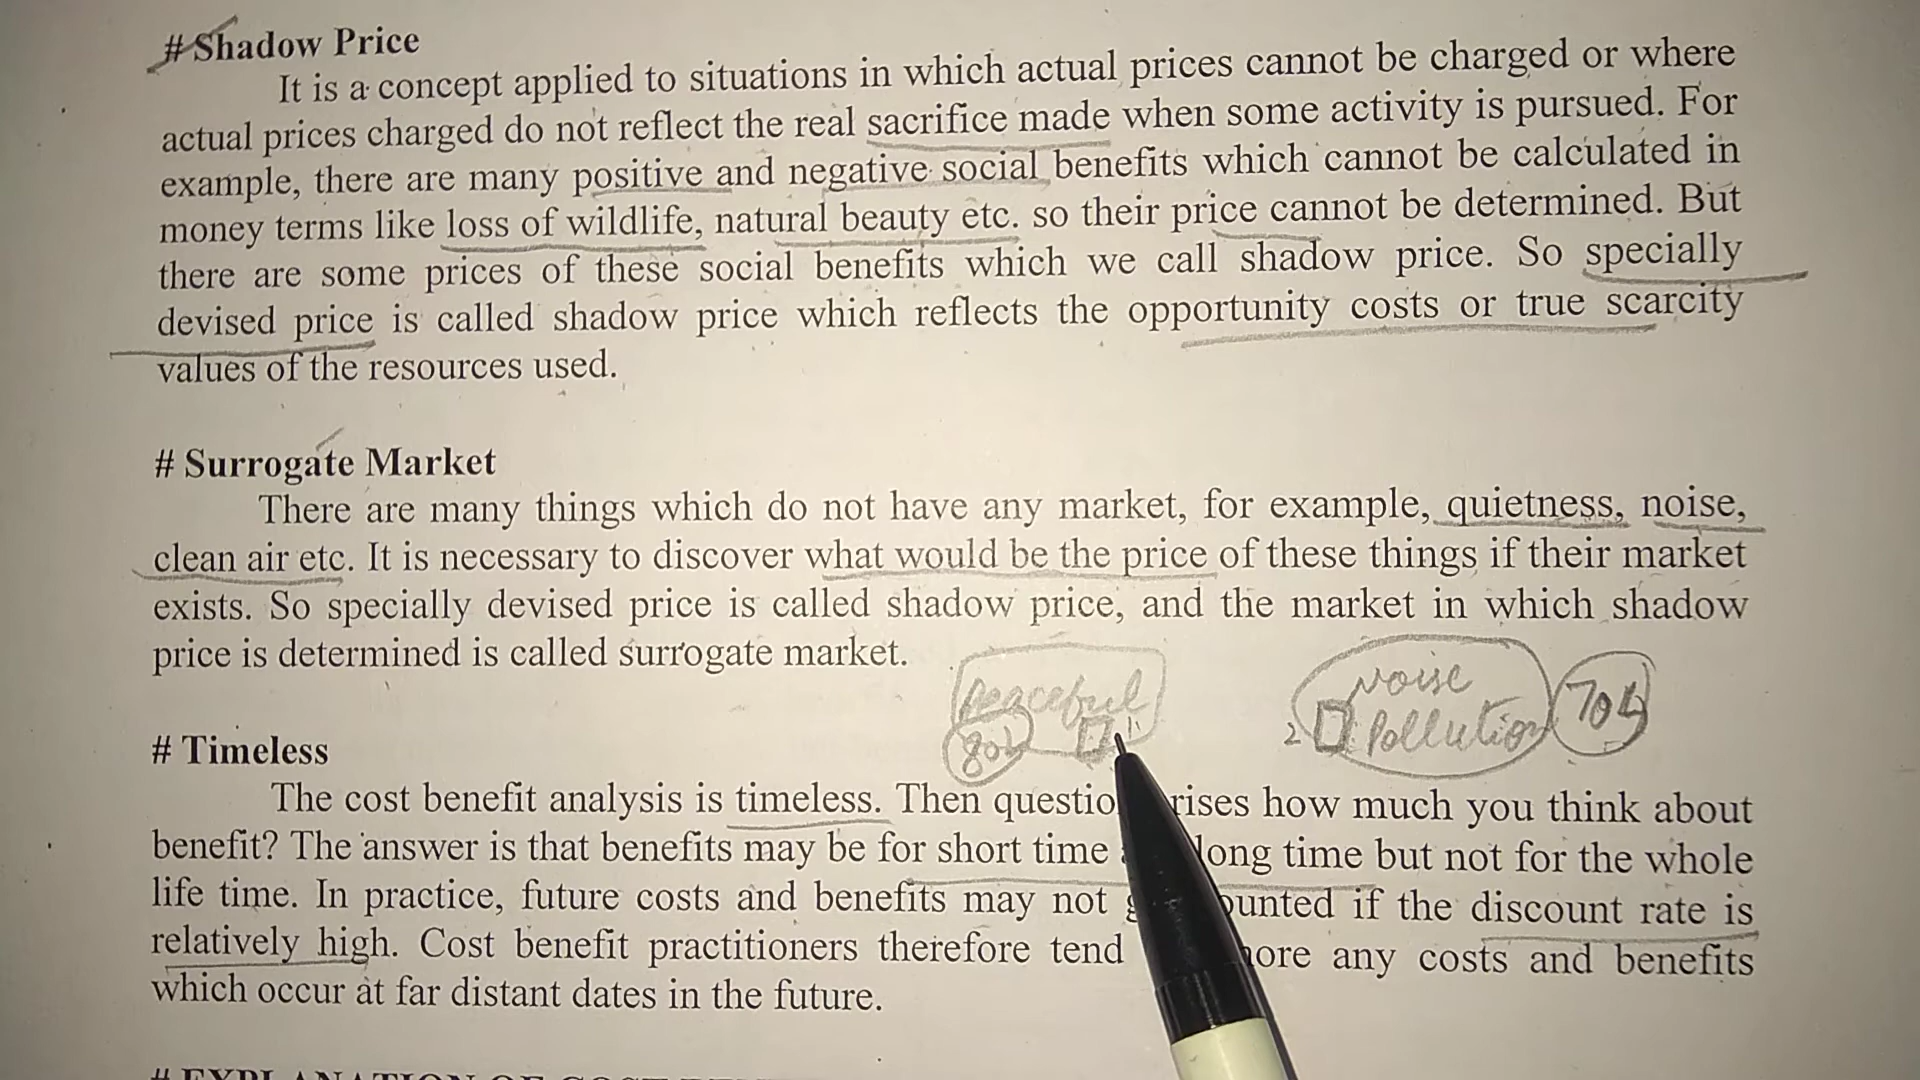 # Shadow Price
It is a concept applied to situations in which actual prices cannot be charged or where
actual prices charged do not reflect the real sacrifice made when some activity is pursued. For
example, there are many positive and negative social benefits which cannot be calculated in
money terms like loss of wildlife, natural beauty etc. so their price cannot be determined. But
there are some prices of these social benefits which we call shadow price. So specially
devised price is called shadow price which reflects the opportunity costs or true scarcity
values of the resources used.
# Surrogate Market
There are many things which do not have any market, for example, quietness, noise,
clean air etc. It is necessary to discover what would be the price of these things if their market
exists. So specially devised price is called shadow price, and the market in which shadow
price is determined is called surrogate market.
Peaceful
Noise
2 Pollution
# Timeless
The cost benefit analysis is timeless. Then how much you think about
benefit? The answer is that benefits may be for short time long time but not for the whole
life time. In practice, future costs and benefits may not if the discount rate is
relatively high. Cost benefit practitioners therefore tend any costs and benefits
which occur at far distant dates in the future.